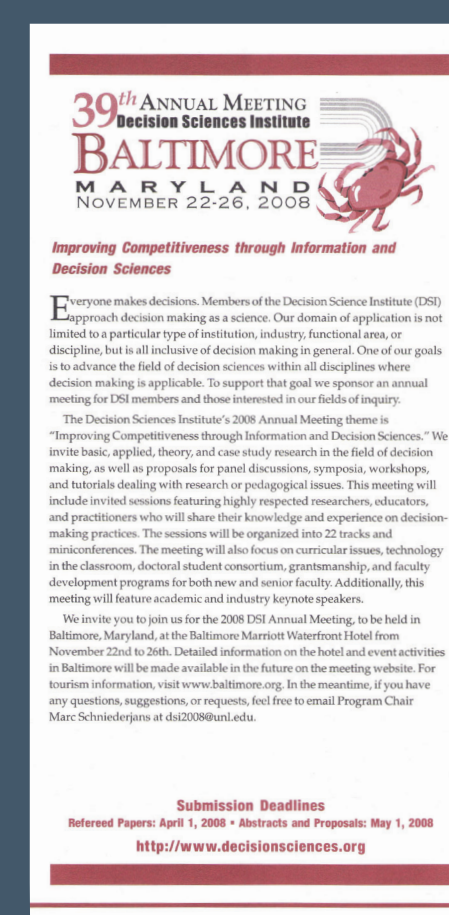 39th ANNUAL MEETING
Decision Sciences Institute
BALTIMORE
MARYLAND
NOVEMBER 22-26, 2008
Improving Competitiveness through Information and
Decision Sciences
Everyone makes decisions. Members of the Decision Science Institute (DSI)
approach decision making as a science. Our domain of application is not
limited to a particular type of institution, industry, functional area, or
discipline, but is all inclusive of decision making in general. One of our goals
is to advance the field of decision sciences within all disciplines where
decision making is applicable. To support that goal we sponsor an annual
meeting for DSI members and those interested in our fields of inquiry.
The Decision Sciences Institute's 2008 Annual Meeting theme is
"Improving Competitiveness through Information and Decision Sciences." We
invite basic, applied, theory, and case study research in the field of decision
making, as well as proposals for panel discussions, symposia, workshops,
and tutorials dealing with research or pedagogical issues. This meeting will
include invited sessions featuring highly respected researchers, educators,
and practitioners who will share their knowledge and experience on decision-
making practices. The sessions will be organized into 22 tracks and
miniconferences. The meeting will also focus on curricular issues, technology
in the classroom, doctoral student consortium, grantsmanship, and faculty
development programs for both new and senior faculty. Additionally, this
meeting will feature academic and industry keynote speakers.
We invite you to join us for the 2008 DSI Annual Meeting, to be held in
Baltimore, Maryland, at the Baltimore Marriott Waterfront Hotel from
November 22nd to 26th. Detailed information on the hotel and event activities
in Baltimore will be made available in the future on the meeting website. For
tourism information, visit www.baltimore.org. In the meantime, if you have
any questions, suggestions, or requests, feel free to email Program Chair
Marc Schniederjans at dsi2008@unl.edu.
Submission Deadlines
Refereed Papers: April 1, 2008 • Abstracts and Proposals: May 1, 2008
http://www.decisionsciences.org